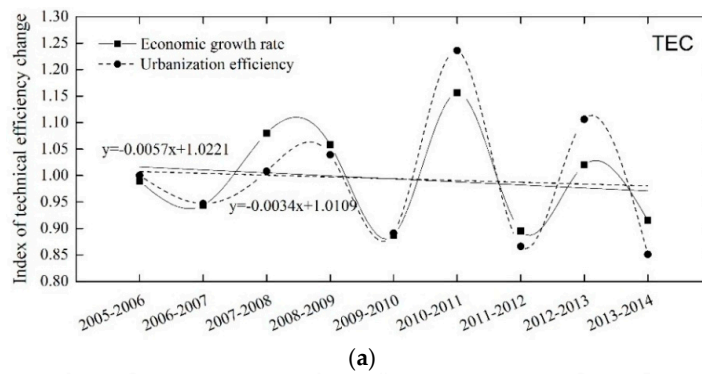 1.30
TEC
Economic growth rate
Urbanization efficiency
1.25
1.20
1.15
1.10
1.05
1.00
0.95
0.90
0.85
0.80
Index of technical efficiency change
y=-0.0057x+1.0221
y=-0.0034x+1.0109
2005-2006
2006-2007
2007-2008
2008-2009
2009-2010
2010-2011
2011-2012
2012-2013
2013-2014
(a)